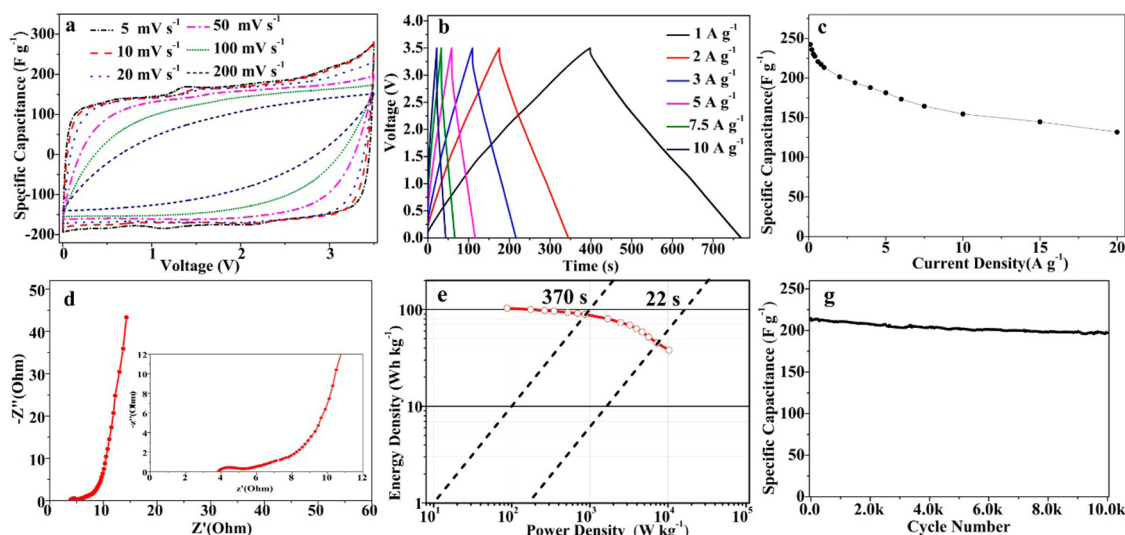 a
5 mV s⁻¹
50 mV s⁻¹
10 mV s⁻¹
100 mV s⁻¹
20 mV s⁻¹
200 mV s⁻¹
Specific Capacitance (F g⁻¹)
300
200
100
0
-100
-200
0 1 2 3
Voltage (V)
b
1 A g⁻¹
2 A g⁻¹
3 A g⁻¹
5 A g⁻¹
7.5 A g⁻¹
10 A g⁻¹
Voltage (V)
4.0
3.5
3.0
2.5
2.0
1.5
1.0
0.5
0.0
0 100 200 300 400 500 600 700
Time (s)
c
Specific Capacitance(F g⁻¹)
250
200
150
100
50
0
0 5 10 15 20
Current Density(A g⁻¹)
d
-Z''(Ohm)
50
40
30
20
10
0
0 10 20 30 40 50 60
Z'(Ohm)
-z''(Ohm)
12
10
8
6
4
2
0
0 2 4 6 8 10 12
z'(Ohm)
e
370 s
22 s
Energy Density (Wh kg⁻¹)
100
10
1
10¹ 10² 10³ 10⁴ 10⁵
Power Density (W kg⁻¹)
g
Specific Capacitance (F g⁻¹)
250
200
150
100
50
0
0.0 2.0k 4.0k 6.0k 8.0k 10.0k
Cycle Number